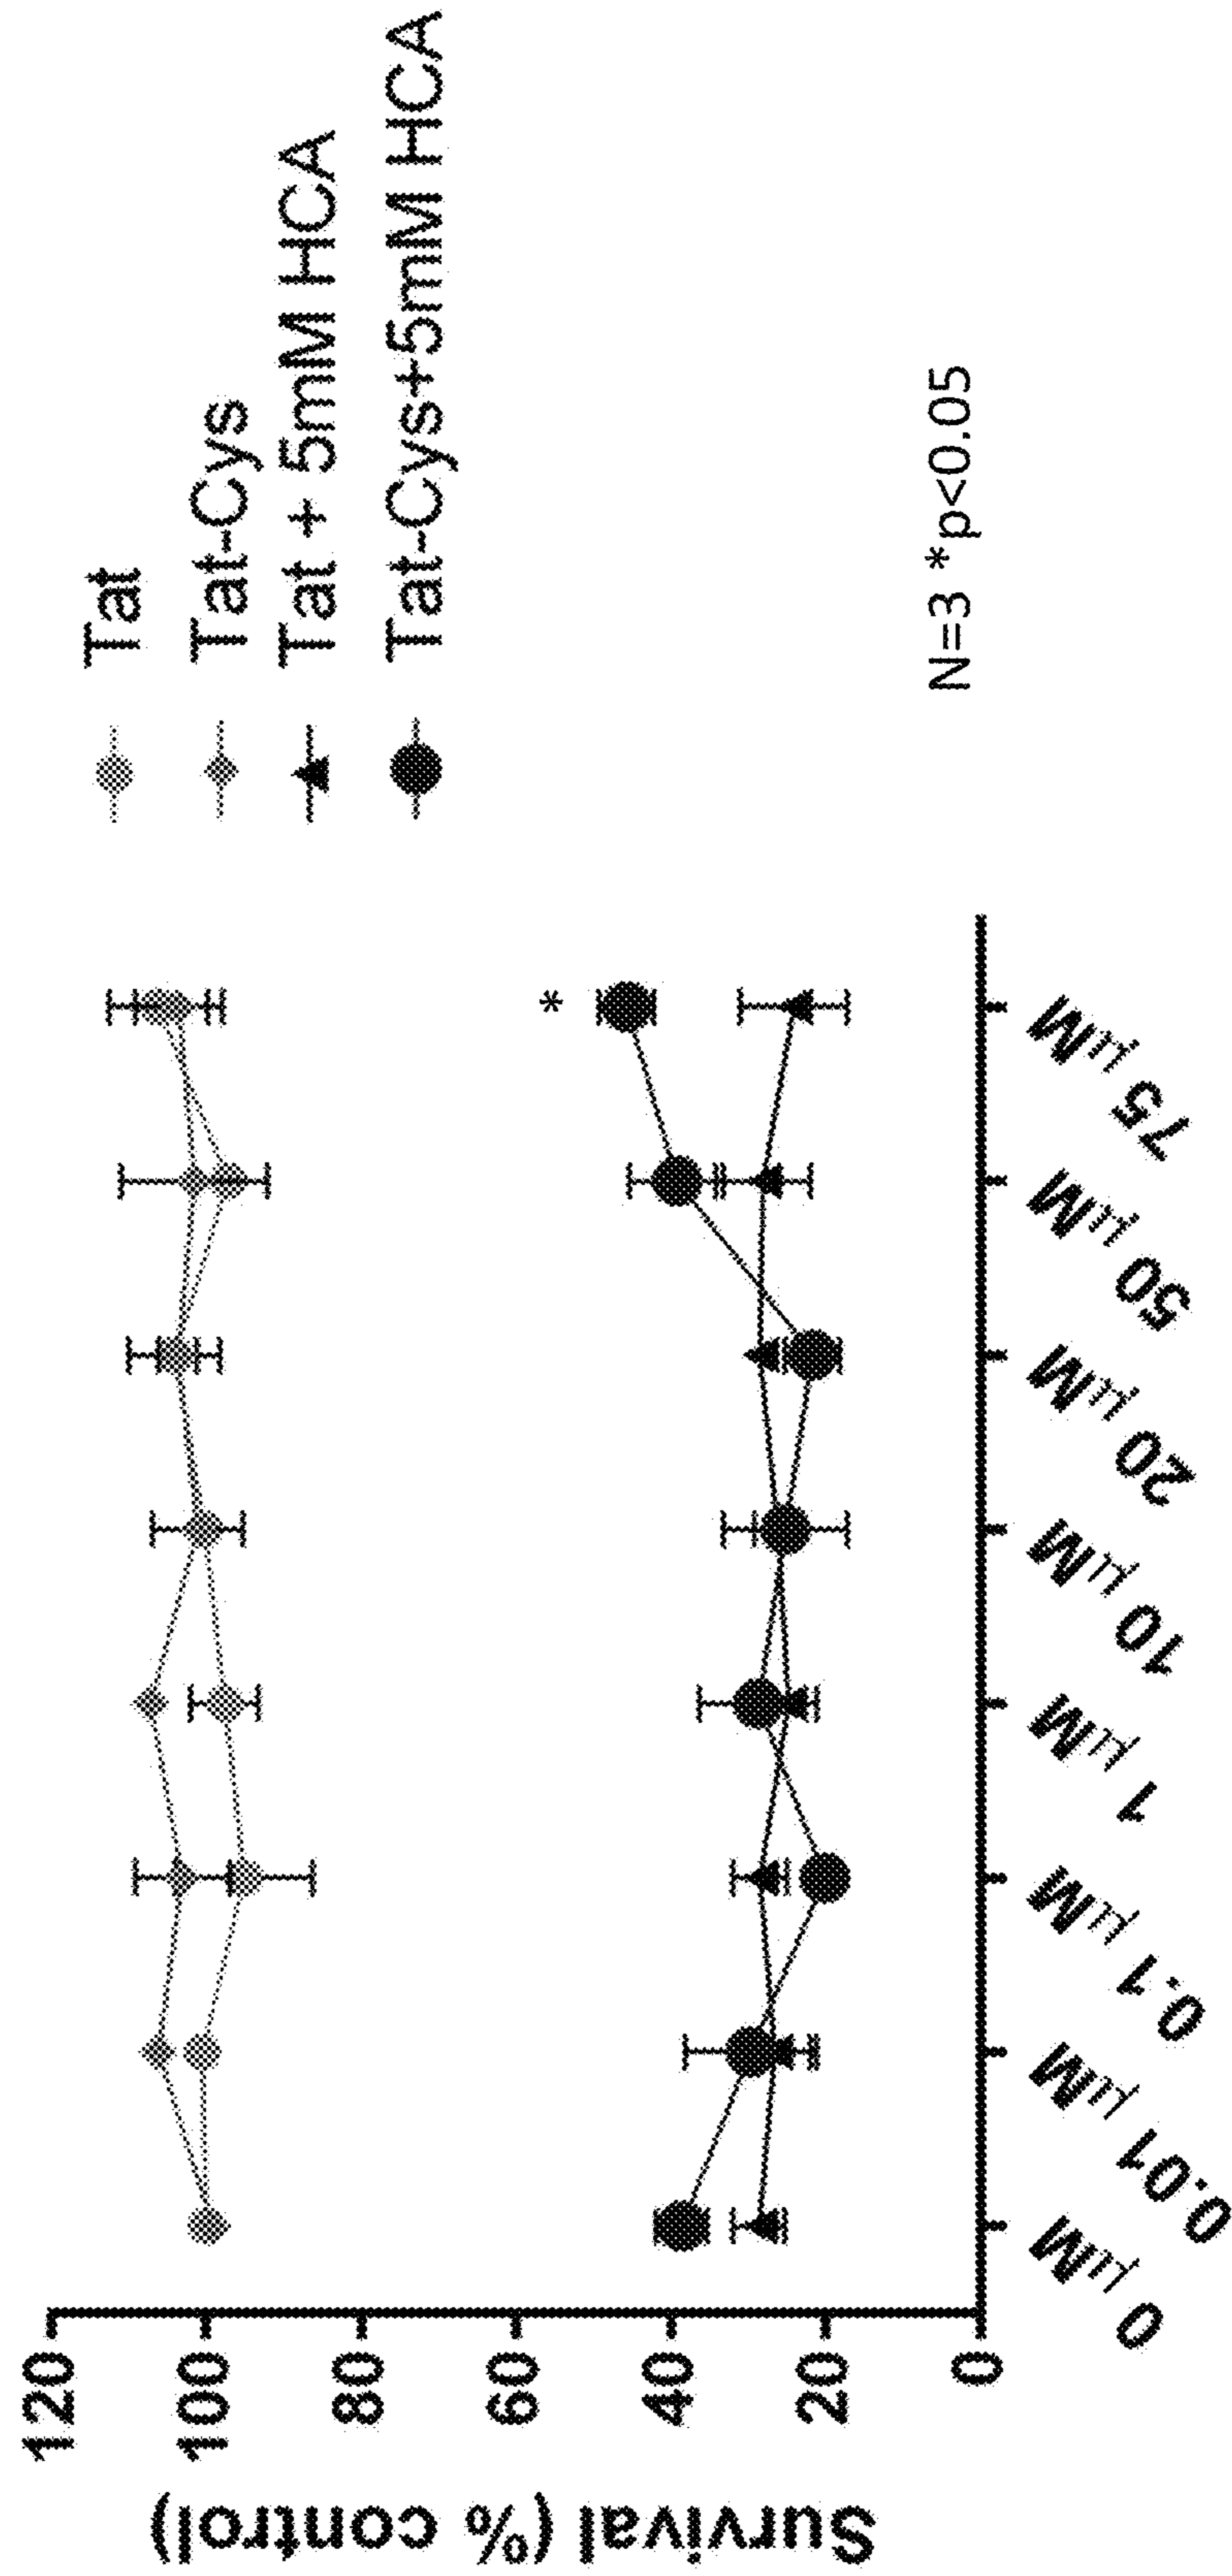 Survival (% control)
120
100
80
60
40
20
0
0 µM
0.01 µM
0.1 µM
1 µM
10 µM
20 µM
50 µM
75 µM
*
Tat
Tat-Cys
Tat + 5mM HCA
Tat-Cys+5mM HCA
N=3 *p<0.05